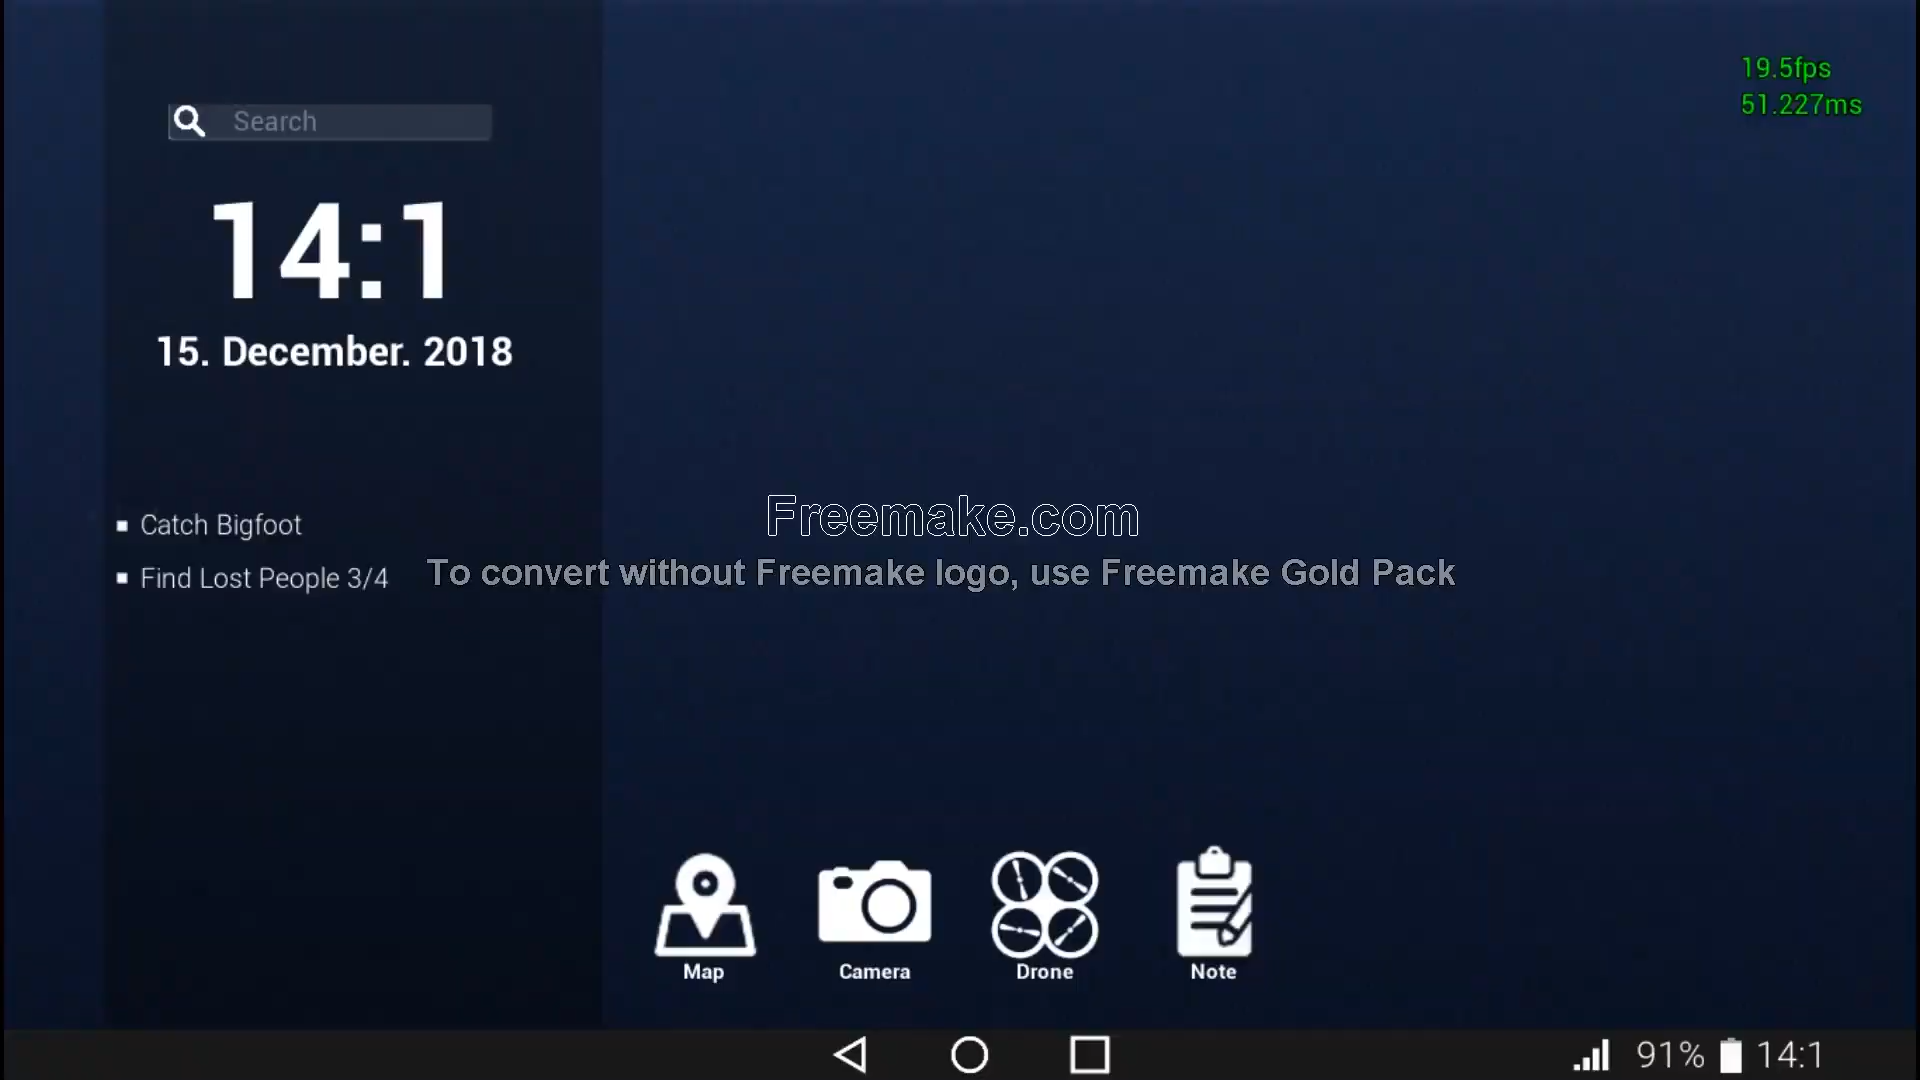 19.5fps
51.227ms
Search
14:1
15. December. 2018
Catch Bigfoot
Find Lost People 3/4
Freemake.com
To convert without Freemake logo, use Freemake Gold Pack
Map
Camera
Drone
Note
91%
14:1